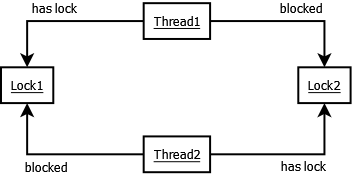 has lock
Thread1
blocked
Lock1
Lock2
blocked
Thread2
has lock